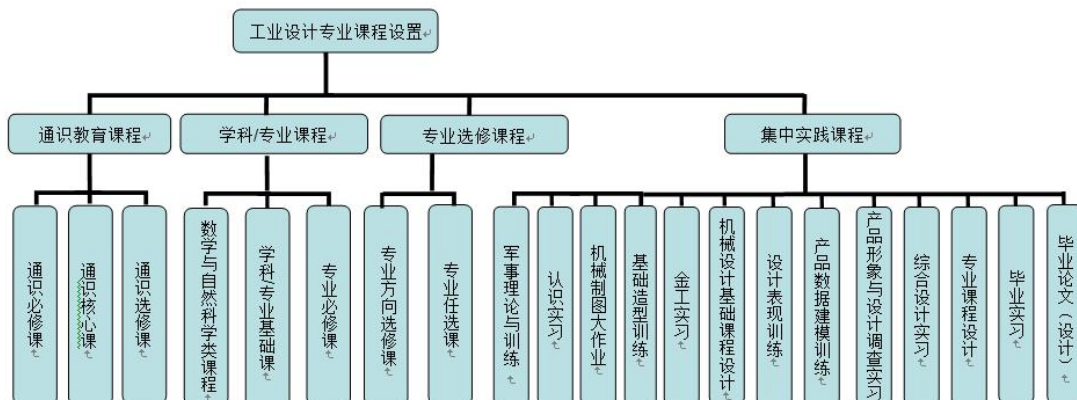 工业设计专业课程设置
通识教育课程
学科/专业课程
专业选修课程
集中实践课程
通识必修课
通识核心课
通识选修课
数学与自然科学类课程
学科/专业基础课
专业必修课
专业方向选修课
专业任选课
军事理论与训练
认识实习
机械制图大作业
基础造型训练
金工实习
机械设计基础课程设计
设计表现训练
产品数据建模训练
产品形象与设计调查实习
综合设计实习
专业课程设计
毕业实习
毕业论文（设计）